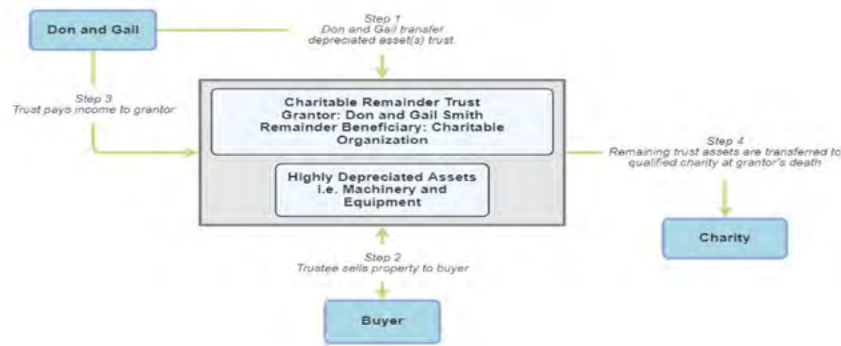 Don and Gail
Step 1
Don and Gail transfer
depreciated asset(s) trust.
Step 3
Trust pays income to grantor
Charitable Remainder Trust
Grantor: Don and Gail Smith
Remainder Beneficiary: Charitable
Organization
Highly Depreciated Assets
i.e. Machinery and
Equipment
Step 4
Remaining trust assets are transferred to
qualified charity at grantor's death
Charity
Step 2
Trustee sells property to buyer
Buyer